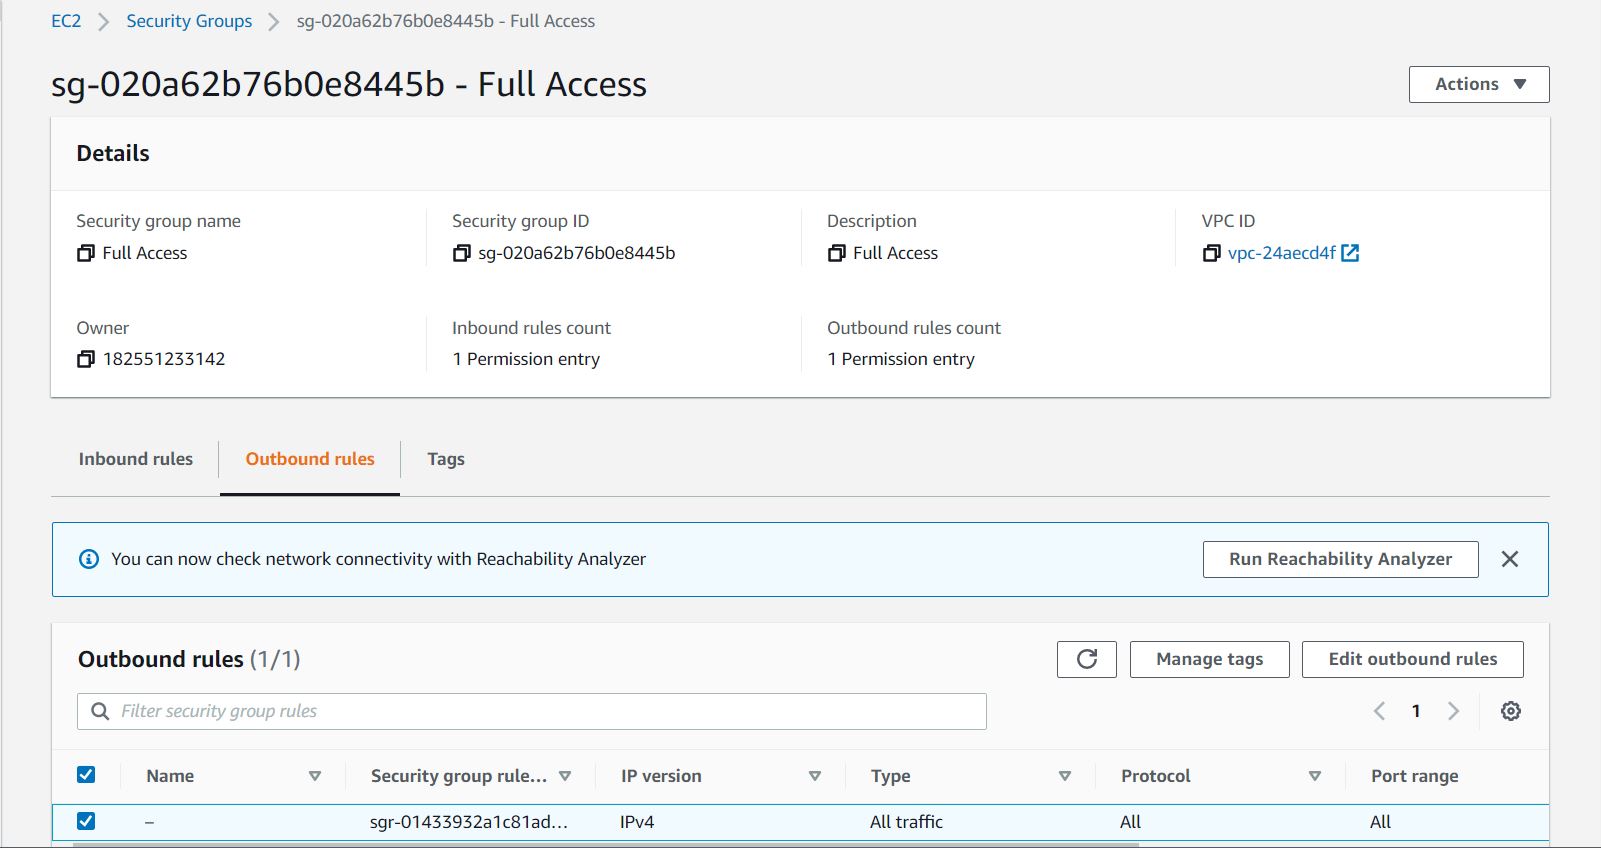 EC2 > Security Groups > sg-020a62b76b0e8445b - Full Access
sg-020a62b76b0e8445b - Full Access
Actions
Details
Security group name Security group ID Description VPC ID
Full Access sg-020a62b76b0e8445b Full Access vpc-24aecd4f
Owner Inbound rules count Outbound rules count
182551233142 1 Permission entry 1 Permission entry
Inbound rules Outbound rules Tags
You can now check network connectivity with Reachability Analyzer Run Reachability Analyzer
Outbound rules (1/1) Manage tags Edit outbound rules
Filter security group rules 1
Name Security group rule... IP version Type Protocol Port range
– sgr-01433932a1c81ad... IPv4 All traffic All All